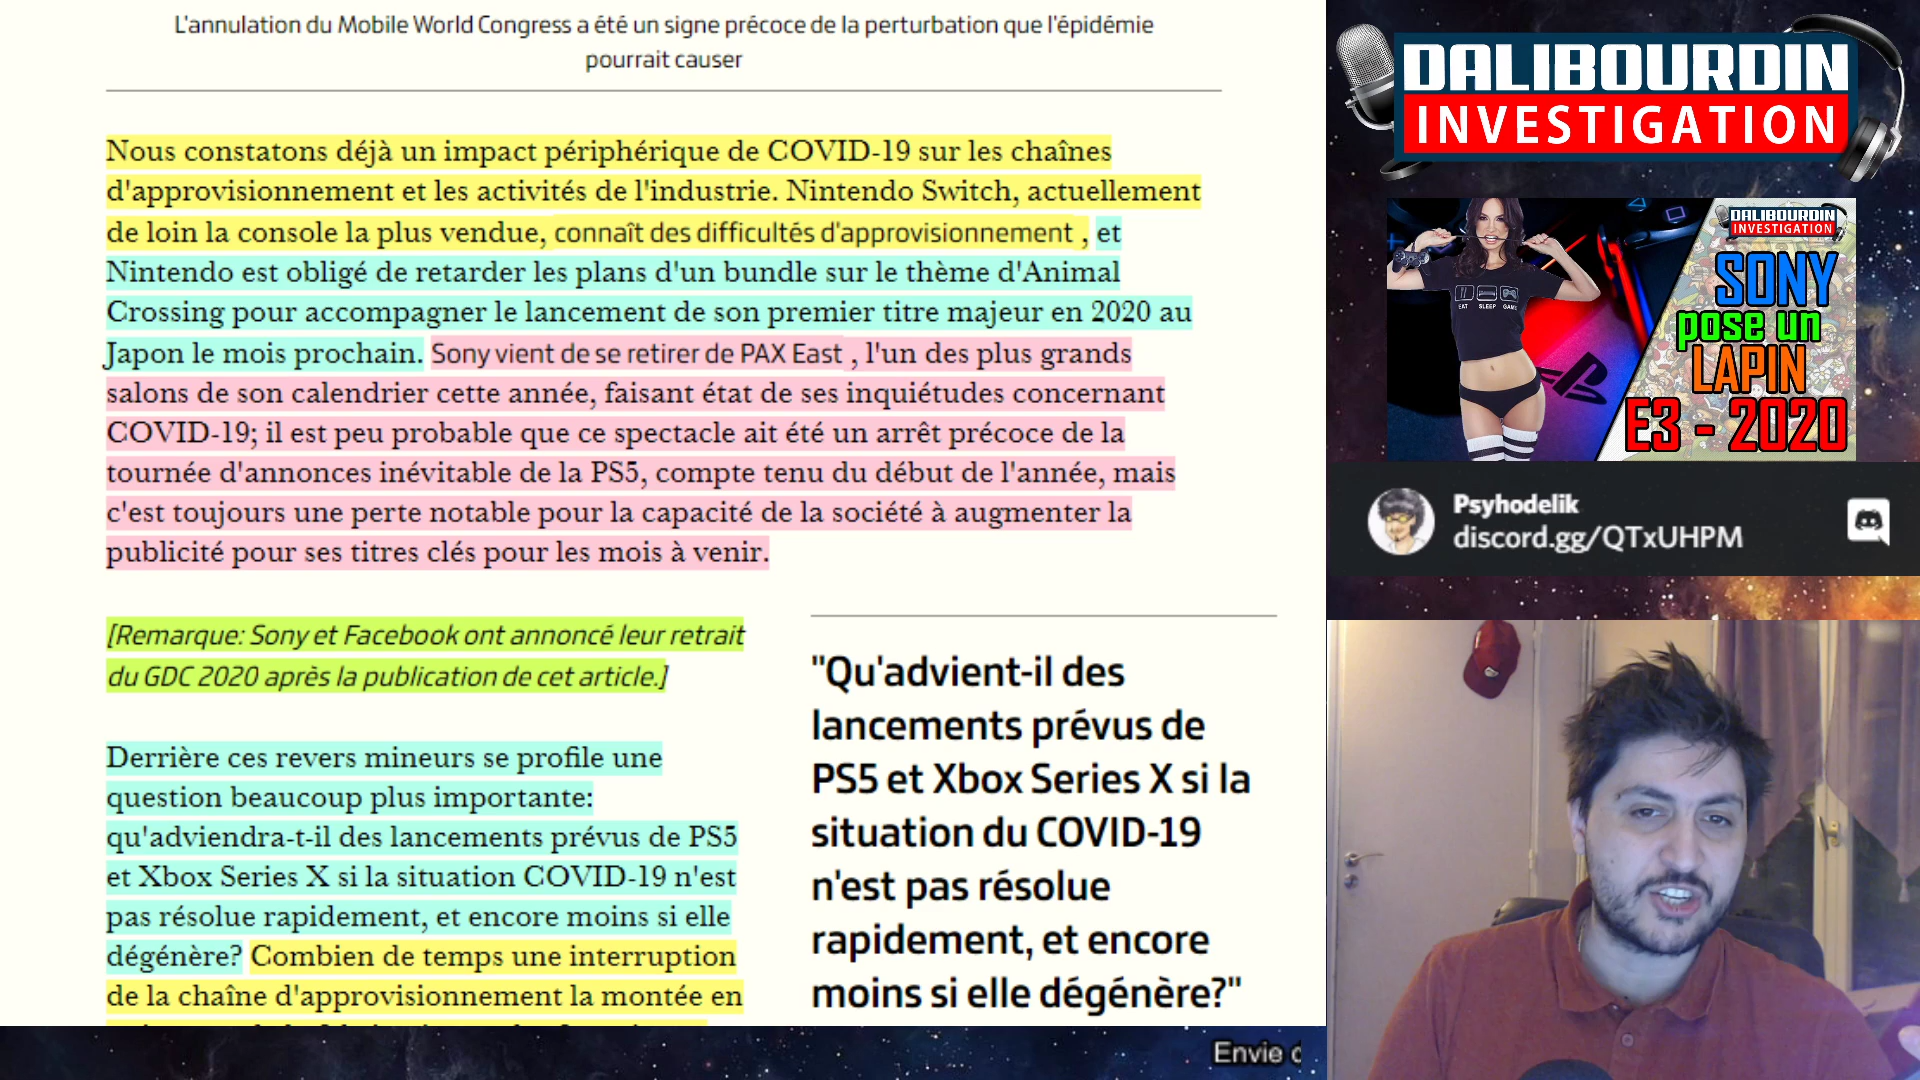 L'annulation du Mobile World Congress a été un signe précoce de la perturbation que l'épidémie
pourrait causer
Nous constatons déjà un impact périphérique de COVID-19 sur les chaînes
d'approvisionnement et les activités de l'industrie. Nintendo Switch, actuellement
de loin la console la plus vendue, connaît des difficultés d'approvisionnement , et
Nintendo est obligé de retarder les plans d'un bundle sur le thème d'Animal
Crossing pour accompagner le lancement de son premier titre majeur en 2020 au
Japon le mois prochain. Sony vient de se retirer de PAX East , l'un des plus grands
salons de son calendrier cette année, faisant état de ses inquiétudes concernant
COVID-19; il est peu probable que ce spectacle ait été un arrêt précoce de la
tournée d'annonces inévitable de la PS5, compte tenu du début de l'année, mais
c'est toujours une perte notable pour la capacité de la société à augmenter la
publicité pour ses titres clés pour les mois à venir.
[Remarque: Sony et Facebook ont annoncé leur retrait
du GDC 2020 après la publication de cet article.]
Derrière ces revers mineurs se profile une
question beaucoup plus importante:
qu'adviendra-t-il des lancements prévus de PS5
et Xbox Series X si la situation COVID-19 n'est
pas résolue rapidement, et encore moins si elle
dégénère? Combien de temps une interruption
de la chaîne d'approvisionnement la montée en
"Qu'advient-il des
lancements prévus de
PS5 et Xbox Series X si la
situation du COVID-19
n'est pas résolue
rapidement, et encore
moins si elle dégénère?"
DALIBOURDIN
INVESTIGATION
DALIBOURDIN
INVESTIGATION
SONY
pose un
LAPIN
E3 - 2020
EAT SLEEP GAME
Psyhodelik
discord.gg/QTxUHPM
Envie